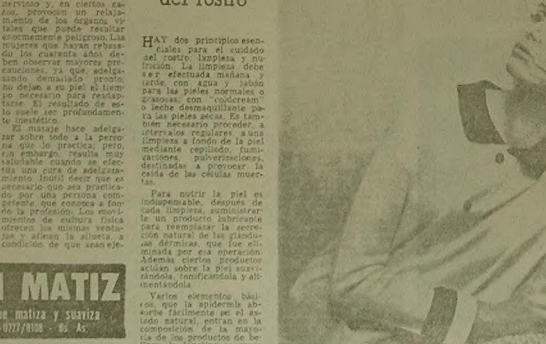 nervioso y, en ciertos ca-
sos, provocan un relaja-
miento de los órganos vi-
tales que puede resultar
enormemente peligroso. Las
mujeres que hayan rebasa-
do los cuarenta años de-
ben observar mayores pre-
cauciones, ya que, adelga-
zando demasiado pronto,
no dejan a su piel el tiem-
po necesario para readap-
tarse. El resultado de es-
to suele ser profundamen-
te inestético.
El masaje hace adelga-
zar sobre todo a la perso-
na que lo practica; pero,
sin embargo, resulta muy
saludable cuando se efec-
túa una cura de adelgaza-
miento. Inútil decir que es
necesario que sea practica-
do por una persona com-
petente, que conozca a fon-
do la profesión. Los movi-
mientos de cultura física
ofrecen las mismas venta-
jas y afinan la silueta, a
condición de que sean eje-
MATIZ
ue matiza y suaviza
0727/8108 - Bs. As.
del rostro
HAY dos principios esen-
ciales para el cuidado
del rostro: limpieza y nu-
trición. La limpieza debe
ser efectuada mañana y
tarde, con agua y jabón
para las pieles normales o
grasosas; con "coldcream"
o leche desmaquillante pa-
ra las pieles secas. Es tam-
bién necesario proceder, a
intervalos regulares, a una
limpieza a fondo de la piel
mediante cepillado, fumi-
gaciones, pulverizaciones,
destinadas a provocar la
caída de las células muer-
tas.
Para nutrir la piel es
indispensable, después de
cada limpieza, suministrar-
le un producto lubricante
para reemplazar la secre-
ción natural de las glándu-
las dérmicas, que fue eli-
minada por esa operación.
Además ciertos productos
actúan sobre la piel suavi-
zándola, tonificándola y ali-
mentándola.
Varios elementos bási-
cos, que la epidermis ab-
sorbe fácilmente en el es-
tado natural, entran en la
composición de la mayo-
ría de los productos de be-